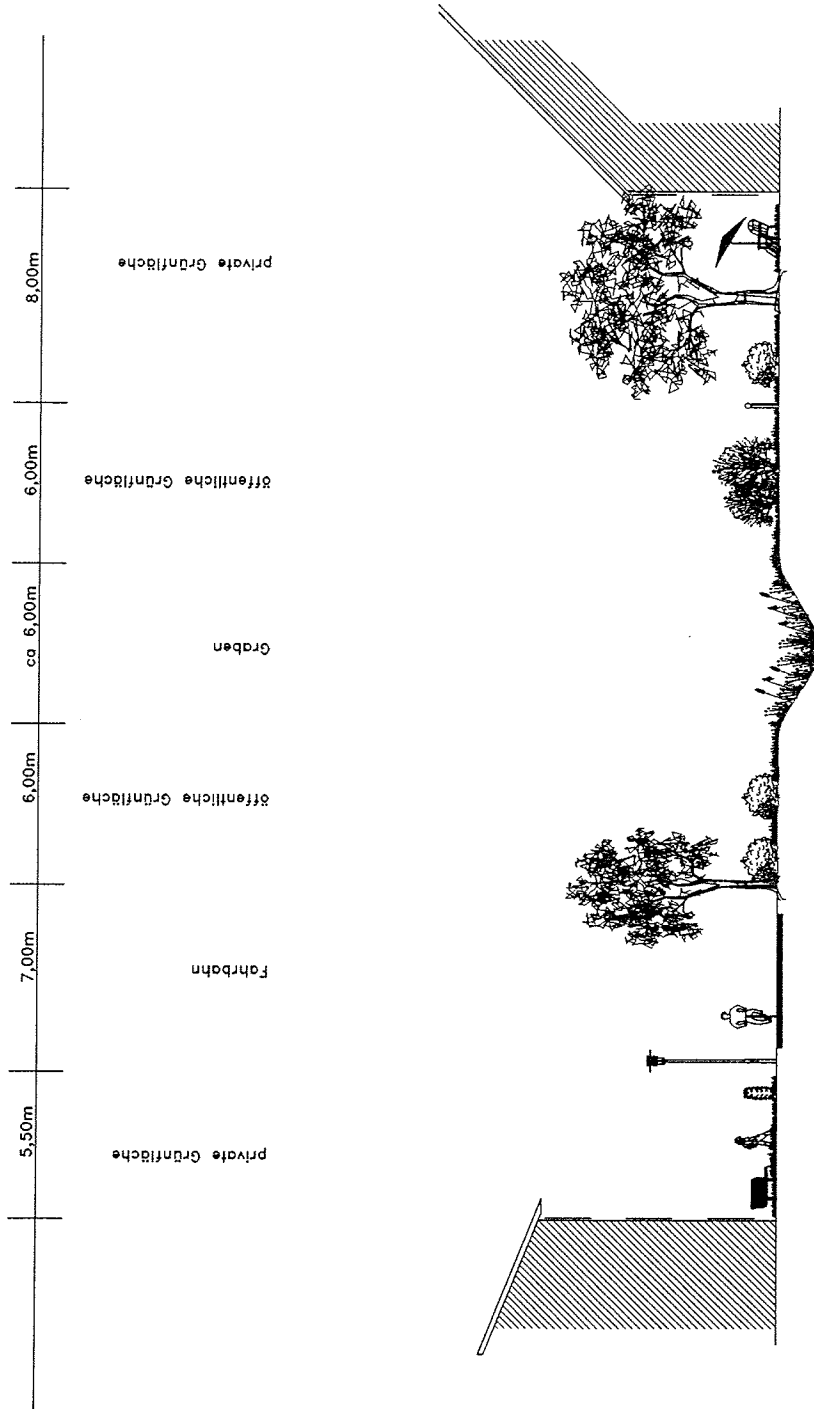 8,00m
private Grünfläche
6,00m
öffentliche Grünfläche
ca 6,00m
Graben
6,00m
öffentliche Grünfläche
7,00m
Fahrbahn
5,50m
private Grünfläche